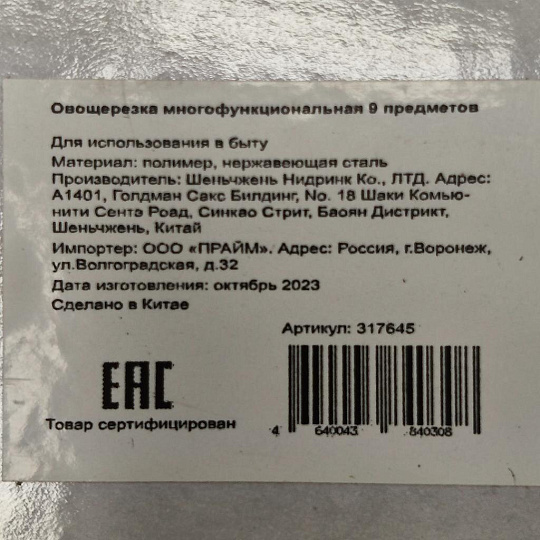 Овощерезка многофункциональная 9 предметов
Для использования в быту
Материал: полимер, нержавеющая сталь
Производитель: Шеньчжень Нидринк Ко., ЛТД. Адрес:
А1401, Голдман Сакс Билдинг, No. 18 Шаки Комью-
нити Сентэ Роад, Синкао Стрит, Баоян Дистрикт,
Шеньчжень, Китай
Импортер: ООО «ПРАЙМ». Адрес: Россия, г.Воронеж,
ул.Волгоградская, д.32
Дата изготовления: октябрь 2023
Сделано в Китае
Артикул: 317645
ЕАС
Товар сертифицирован
4 640043 840308